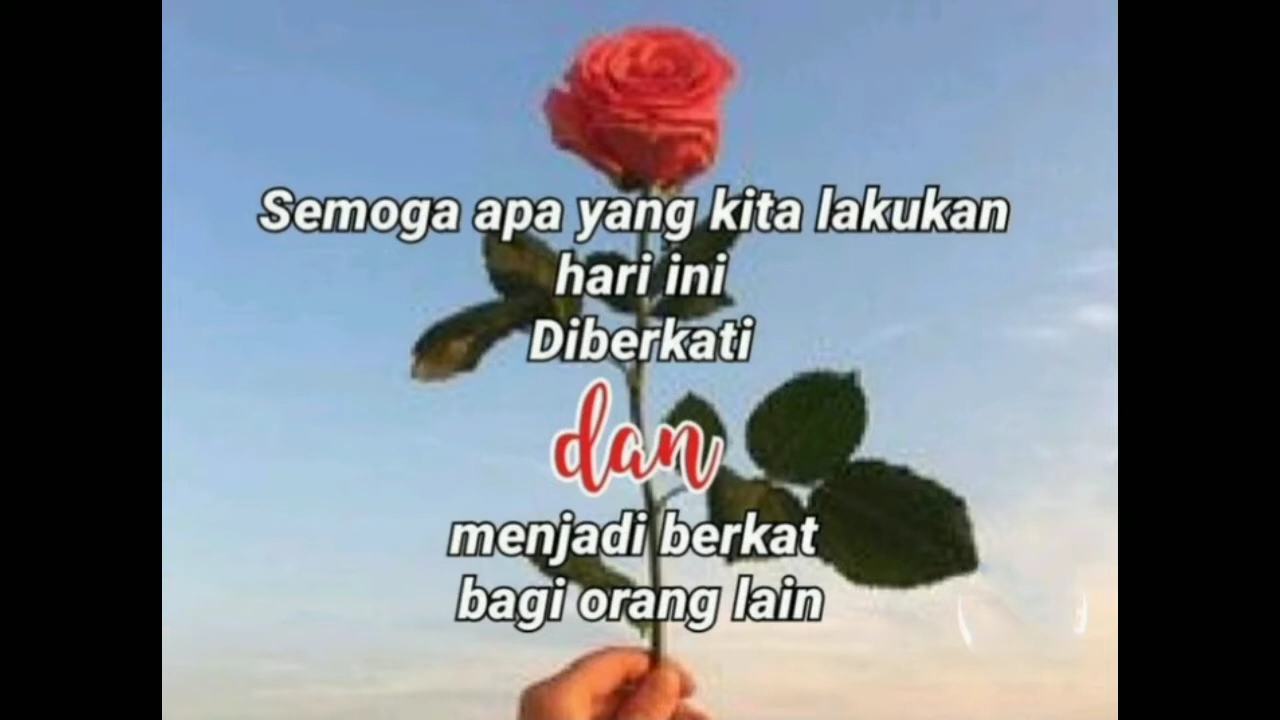 Semoga apa yang kita lakukan
hari ini
Diberkati
dan
menjadi berkat
bagi orang lain